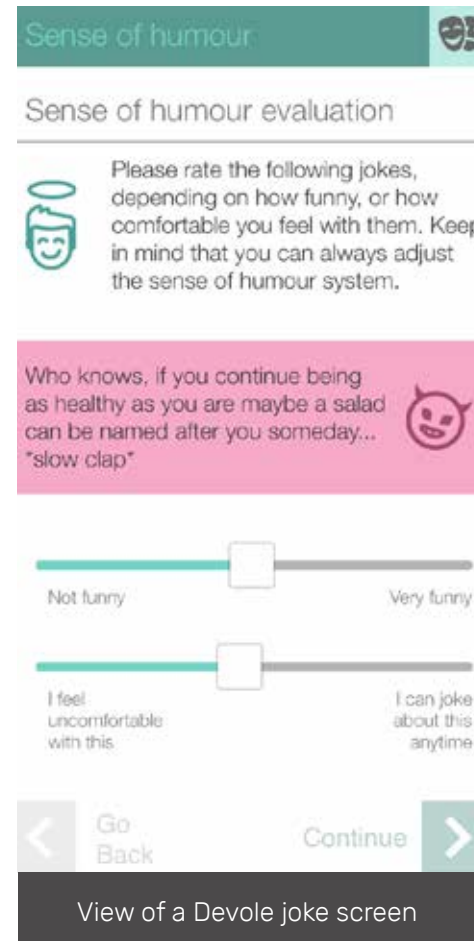 Sense of humour
Sense of humour evaluation
Please rate the following jokes,
depending on how funny, or how
comfortable you feel with them. Keep
in mind that you can always adjust
the sense of humour system.
Who knows, if you continue being
as healthy as you are maybe a salad
can be named after you someday...
*slow clap*
Not funny
Very funny
I feel
uncomfortable
with this
I can joke
about this
anytime
Go
Back
Continue
View of a Devole joke screen